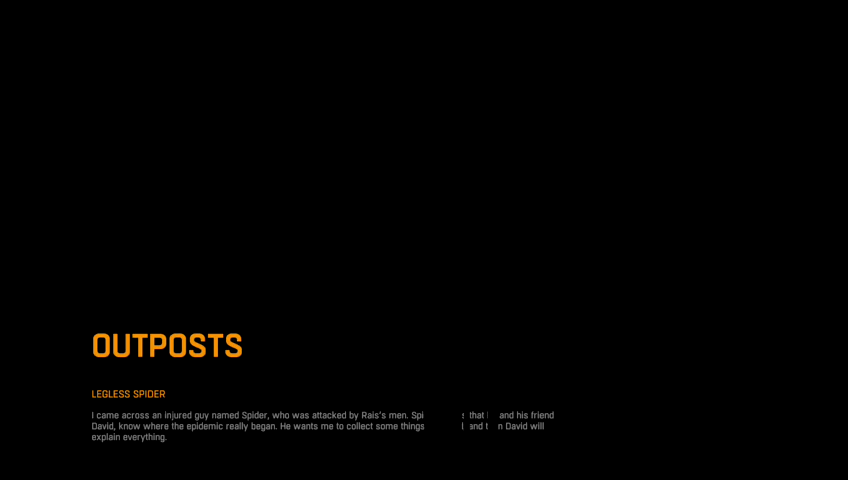 OUTPOSTS
LEGLESS SPIDER
I came across an injured guy named Spider, who was attacked by Rais's men. that and his friend
David, know where the epidemic really began. He wants me to collect some things and David will
explain everything.